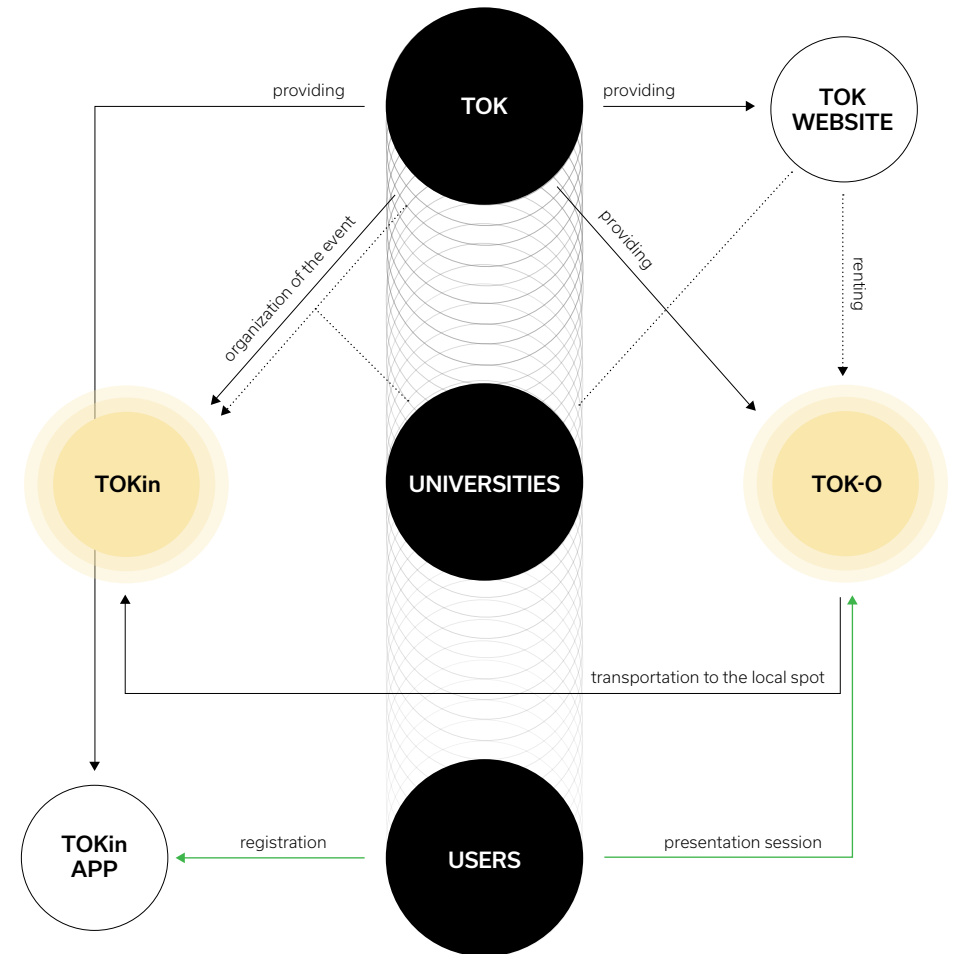 providing
TOK
providing
TOK
WEBSITE
organization of the event
providing
renting
TOKin
UNIVERSITIES
TOK-O
transportation to the local spot
TOKin
APP
registration
USERS
presentation session